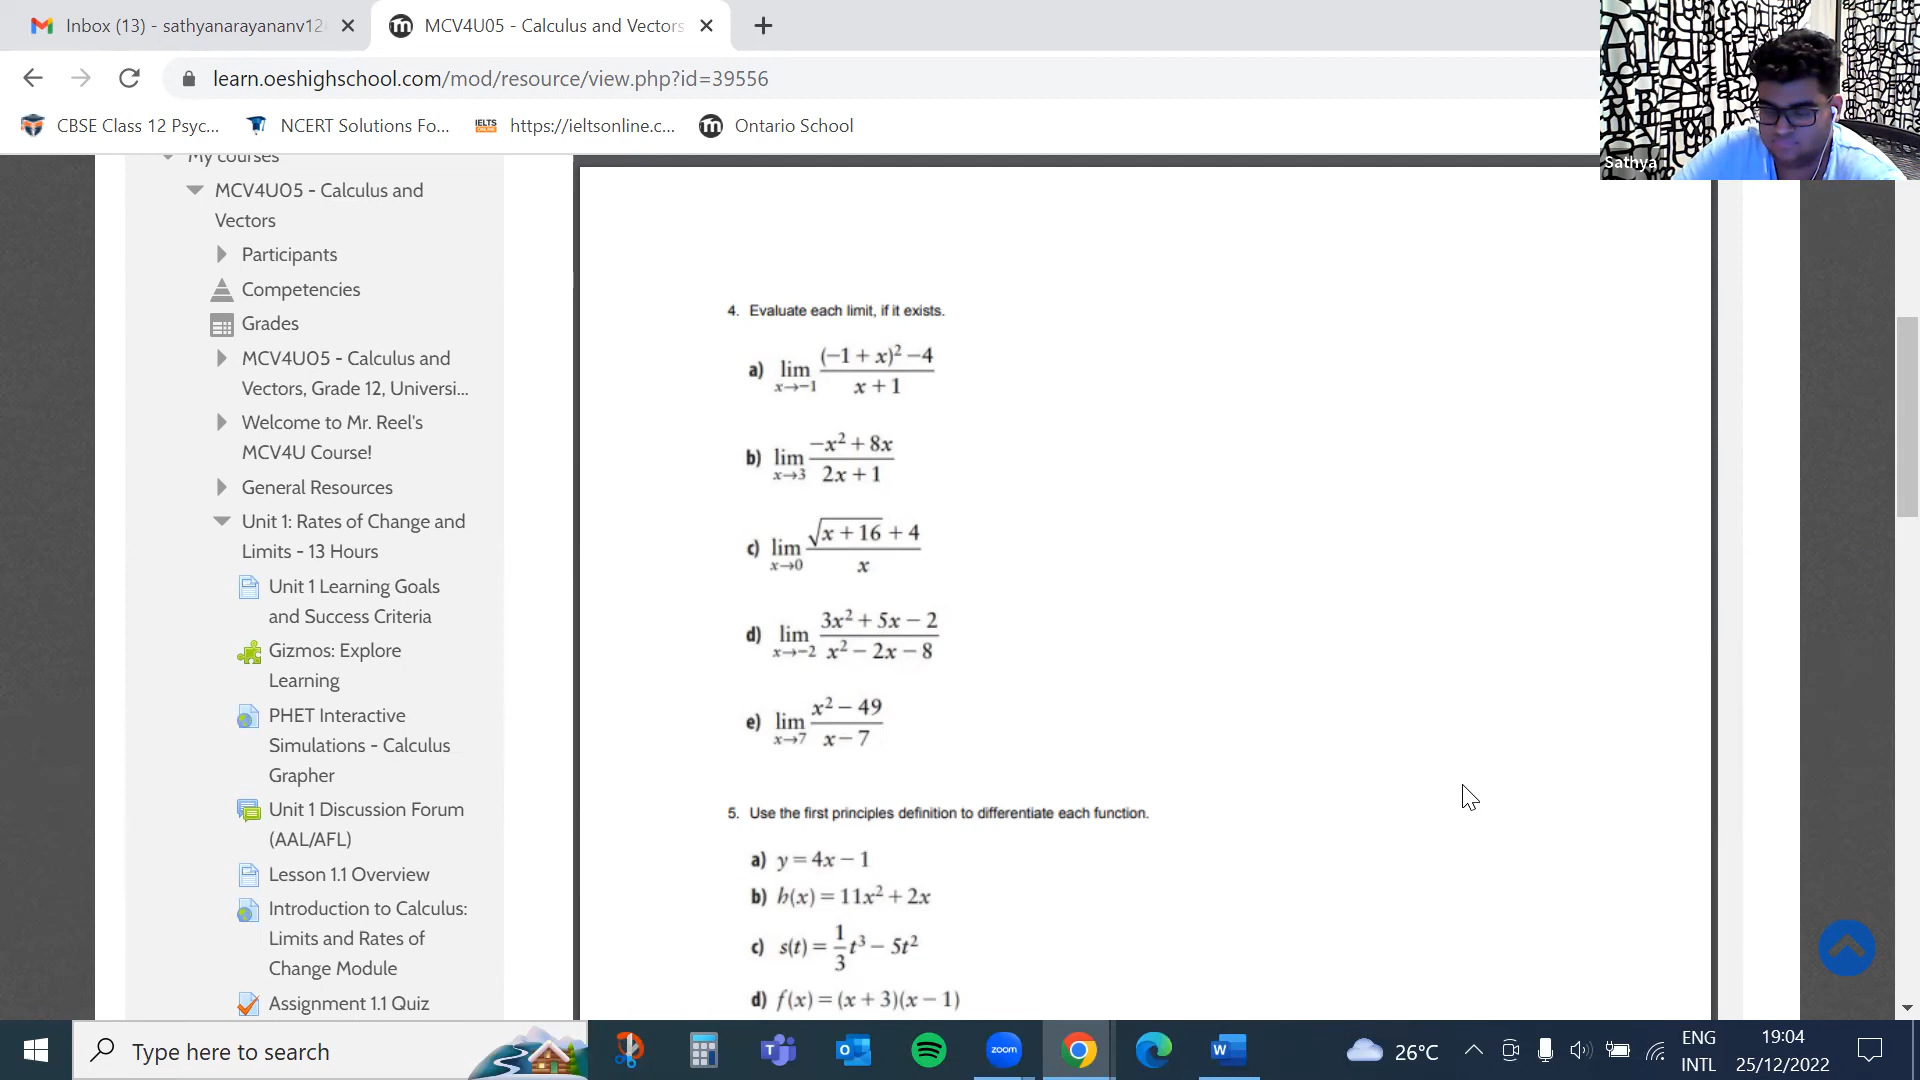 Inbox (13) - sathyanarayananv12
MCV4U05 - Calculus and Vectors
learn.oeshighschool.com/mod/resource/view.php?id=39556
CBSE Class 12 Psyc...
NCERT Solutions Fo...
IELTS ONLINE
https://ieltsonline.c...
Ontario School
Sathya
My courses
MCV4U05 - Calculus and
Vectors
Participants
Competencies
Grades
MCV4U05 - Calculus and
Vectors, Grade 12, Universi...
Welcome to Mr. Reel's
MCV4U Course!
General Resources
Unit 1: Rates of Change and
Limits - 13 Hours
Unit 1 Learning Goals
and Success Criteria
Gizmos: Explore
Learning
PHET Interactive
Simulations - Calculus
Grapher
Unit 1 Discussion Forum
(AAL/AFL)
Lesson 1.1 Overview
Introduction to Calculus:
Limits and Rates of
Change Module
Assignment 1.1 Quiz
4. Evaluate each limit, if it exists.
a) lim x→−1 ((−1 + x)² −4)/(x + 1)
b) lim x→3 (−x² + 8x)/(2x + 1)
c) lim x→0 (√(x + 16) + 4)/x
d) lim x→−2 (3x² + 5x − 2)/(x² − 2x − 8)
e) lim x→7 (x² − 49)/(x − 7)
5. Use the first principles definition to differentiate each function.
a) y = 4x − 1
b) h(x) = 11x² + 2x
c) s(t) = 1/3 t³ − 5t²
d) f(x) = (x + 3)(x − 1)
Type here to search
zoom
26°C
ENG
INTL
19:04
25/12/2022